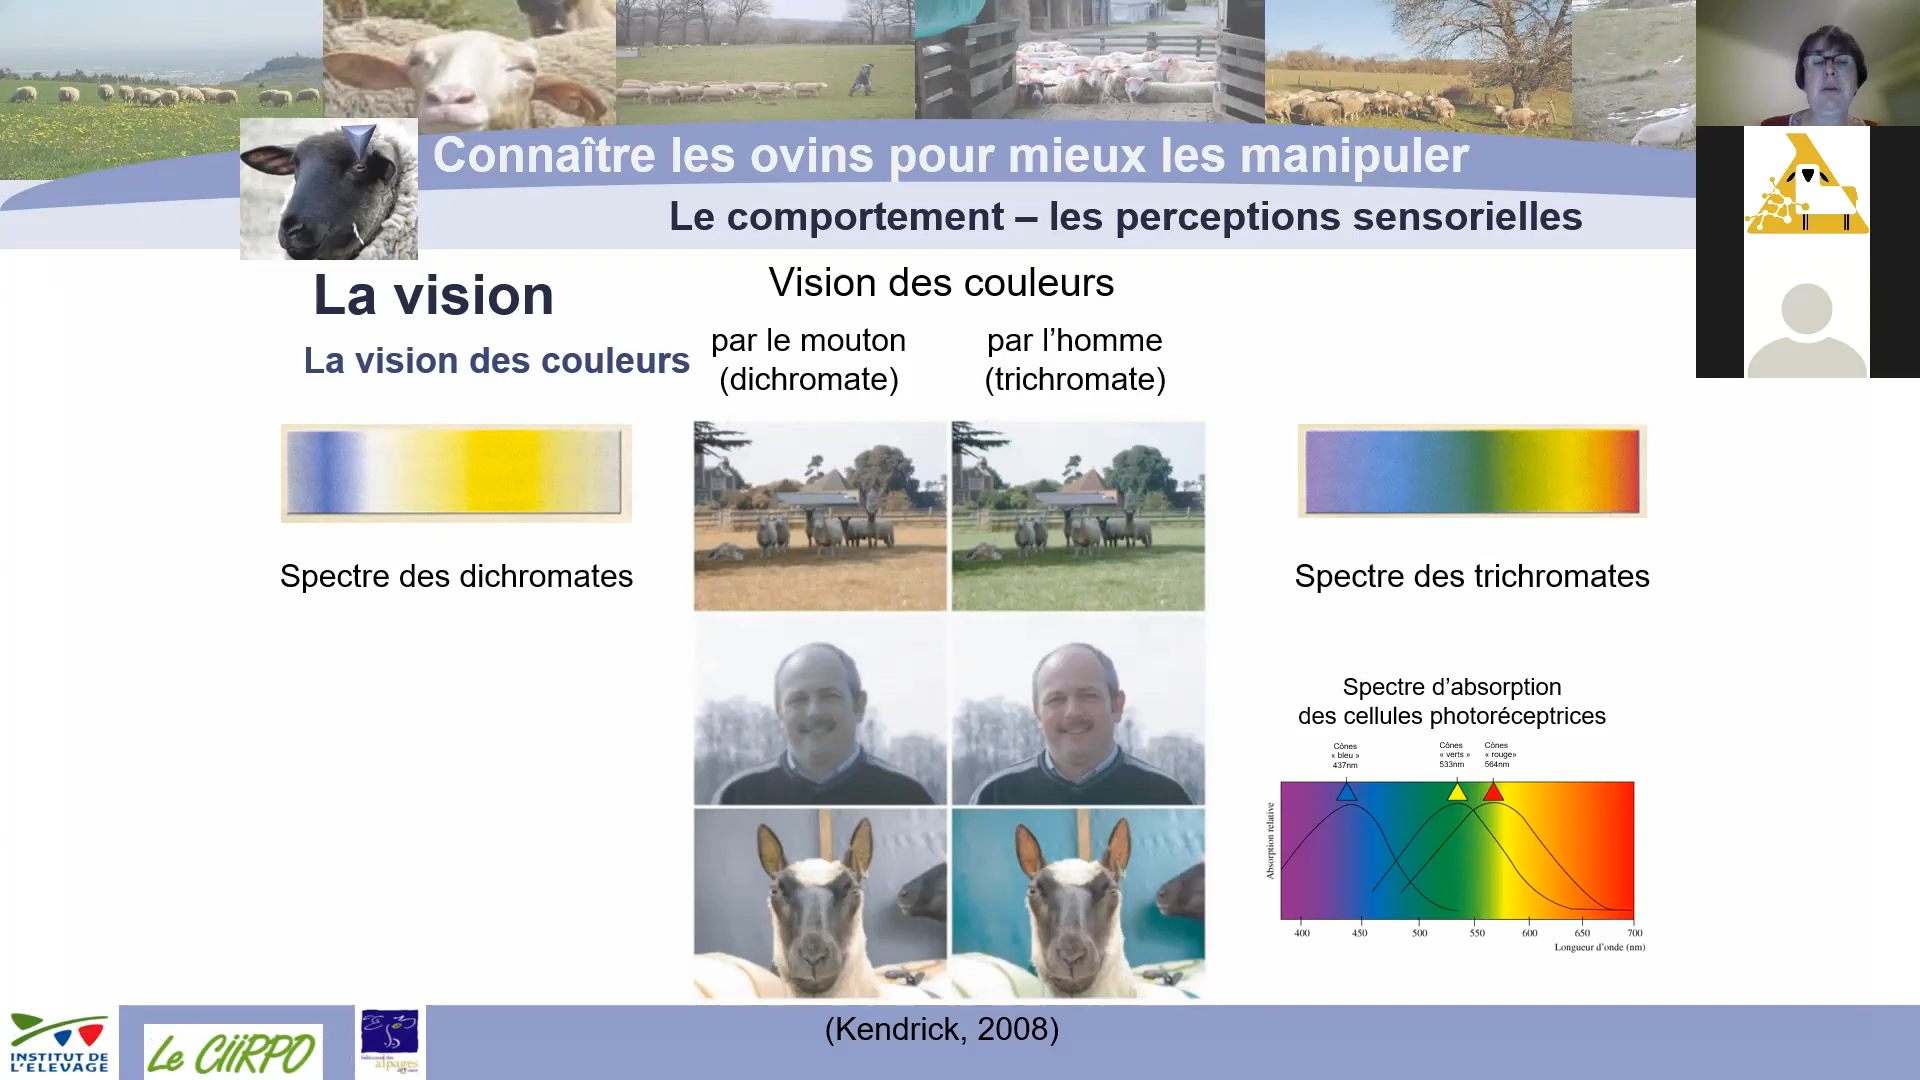 Connaître les ovins pour mieux les manipuler
Le comportement – les perceptions sensorielles
La vision
La vision des couleurs
Vision des couleurs
par le mouton
(dichromate)
par l’homme
(trichromate)
Spectre des dichromates
Spectre des trichromates
Spectre d’absorption
des cellules photoréceptrices
Cônes
« bleu »
437nm
Cônes
« verts »
533nm
Cônes
« rouge»
564nm
Absorption relative
400 450 500 550 600 650 700
Longueur d’onde (nm)
(Kendrick, 2008)
INSTITUT DE
L'ELEVAGE
Le CIIRPO
alpages